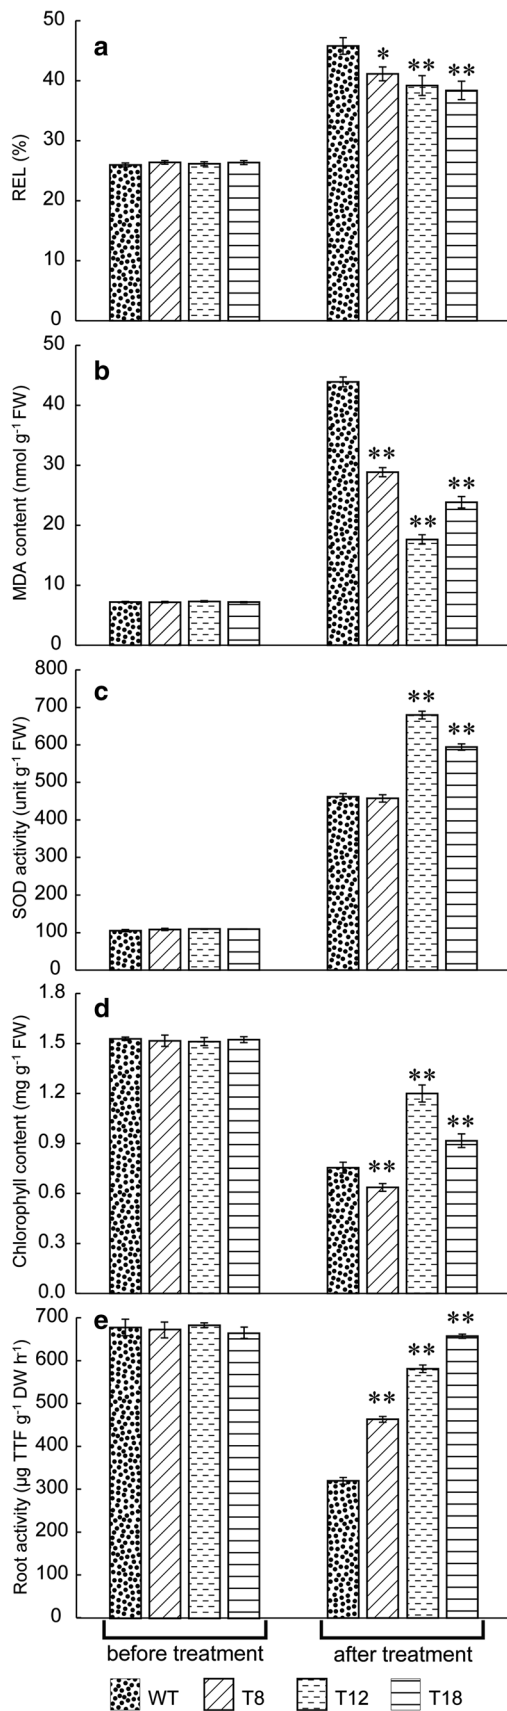 a
REL (%)
50
40
30
20
10
0
* ** **
b
MDA content (nmol g-1 FW)
50
40
30
20
10
0
** ** **
c
SOD activity (unit g-1 FW)
800
700
600
500
400
300
200
100
0
** **
d
Chlorophyll content (mg g-1 FW)
1.8
1.5
1.2
0.9
0.6
0.3
0.0
** ** **
e
Root activity (μg TTF g-1 DW h-1)
700
600
500
400
300
200
100
0
** ** **
before treatment after treatment
WT T8 T12 T18